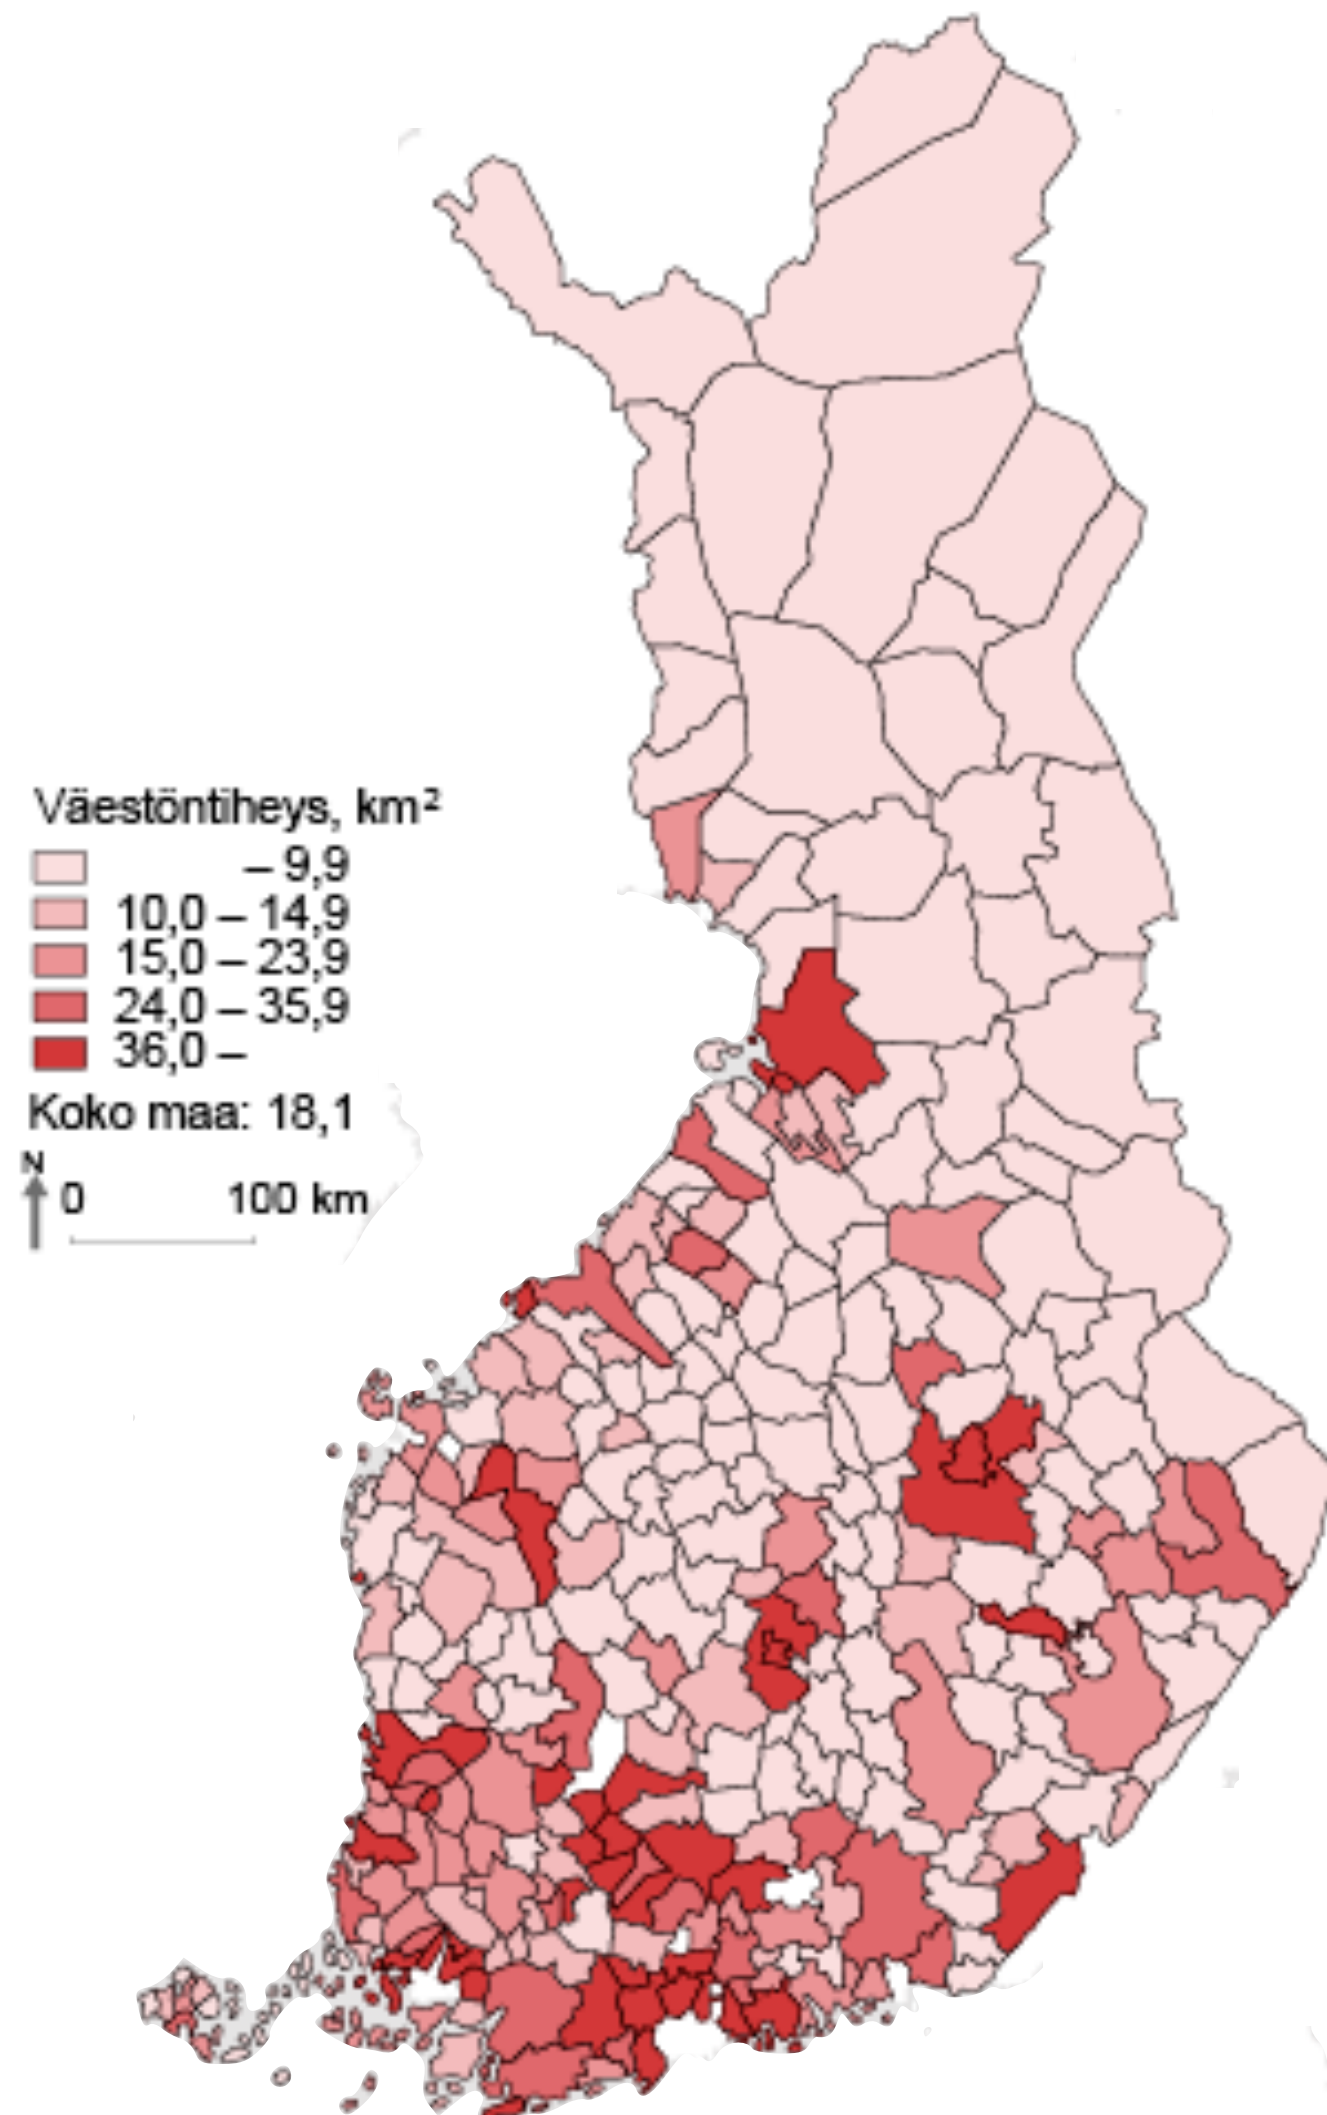 Väestöntiheys, km²
– 9,9
10,0 – 14,9
15,0 – 23,9
24,0 – 35,9
36,0 –
Koko maa: 18,1
N
0 100 km